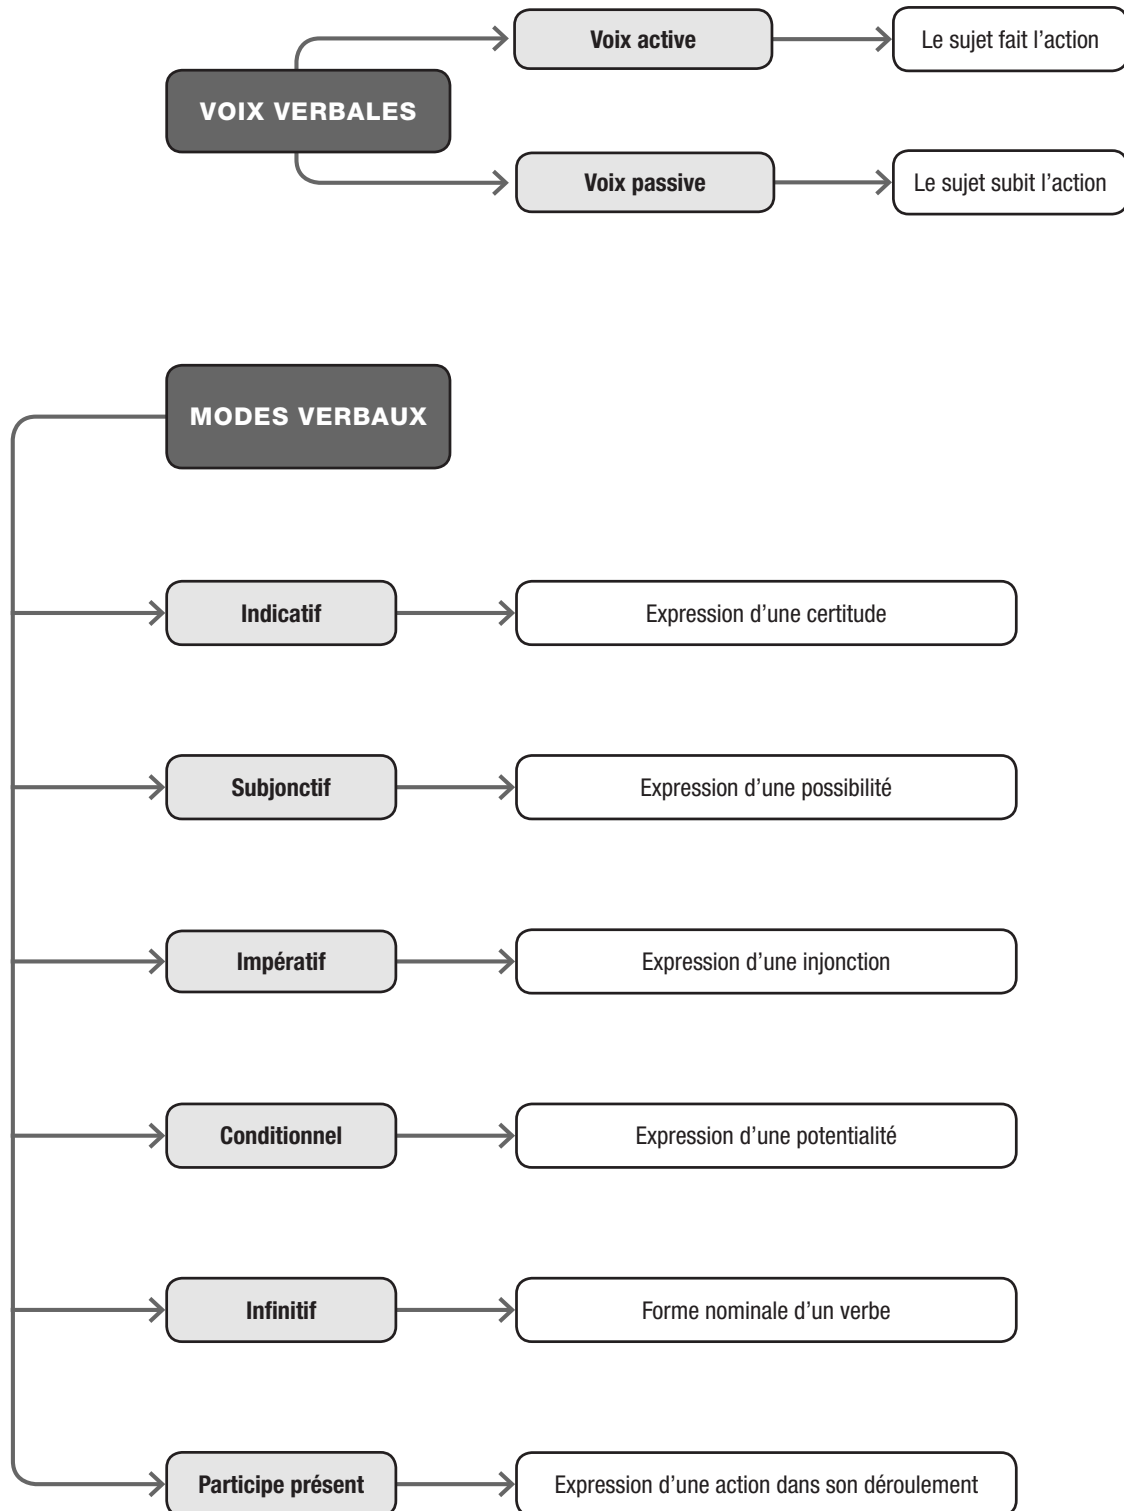 Voix active
Le sujet fait l'action
VOIX VERBALES
Voix passive
Le sujet subit l'action
MODES VERBAUX
Indicatif
Expression d'une certitude
Subjonctif
Expression d'une possibilité
Impératif
Expression d'une injonction
Conditionnel
Expression d'une potentialité
Infinitif
Forme nominale d'un verbe
Participe présent
Expression d'une action dans son déroulement